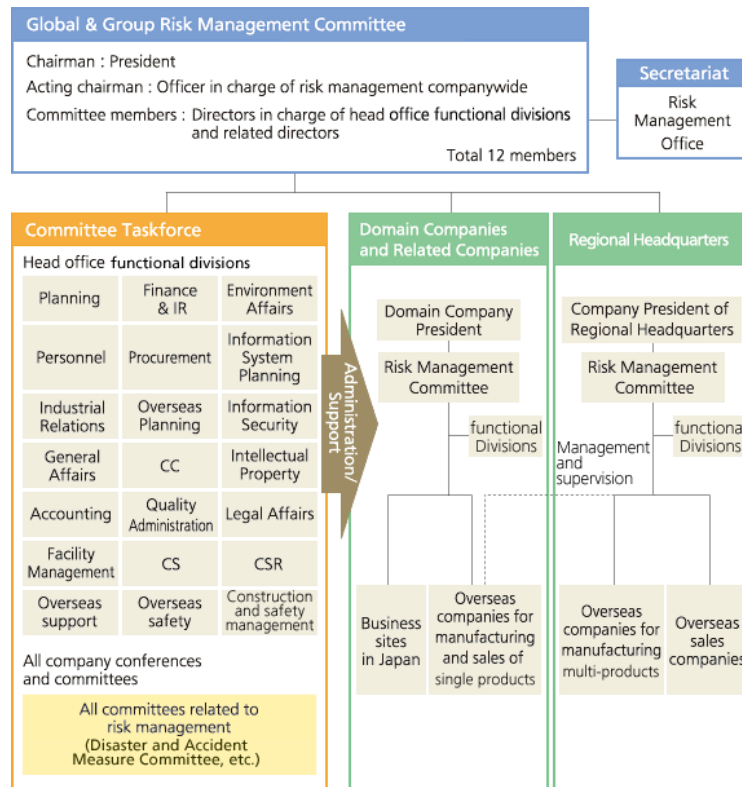 Global & Group Risk Management Committee
Chairman : President
Acting chairman : Officer in charge of risk management companywide
Committee members : Directors in charge of head office functional divisions
and related directors
Total 12 members
Secretariat
Risk
Management
Office
Committee Taskforce
Head office functional divisions
Planning
Finance
& IR
Environment
Affairs
Personnel
Procurement
Information
System
Planning
Industrial
Relations
Overseas
Planning
Information
Security
General
Affairs
CC
Intellectual
Property
Accounting
Quality
Administration
Legal Affairs
Facility
Management
CS
CSR
Overseas
support
Overseas
safety
Construction
and safety
management
All company conferences
and committees
All committees related to
risk management
(Disaster and Accident
Measure Committee, etc.)
Administration/
Support
Domain Companies
and Related Companies
Domain Company
President
Risk Management
Committee
functional
Divisions
Business
sites
in Japan
Overseas
companies for
manufacturing
and sales of
single products
Regional Headquarters
Company President of
Regional Headquarters
Risk Management
Committee
functional
Divisions
Management
and
supervision
Overseas
companies for
manufacturing
multi-products
Overseas
sales
companies